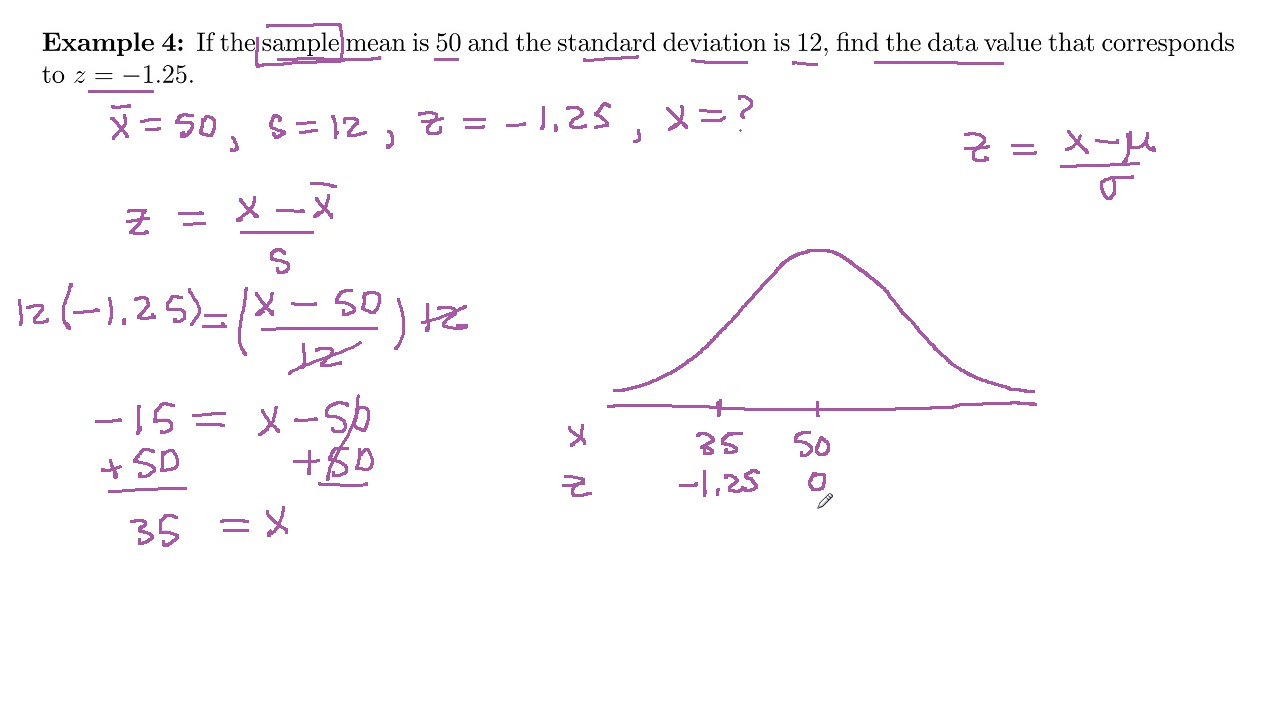 Example 4: If the sample mean is 50 and the standard deviation is 12, find the data value that corresponds
to z = −1.25.
x̄ = 50, s = 12, z = −1.25, x = ?
z = (x − μ)/σ
z = (x − x̄)/s
12(−1.25) = ((x − 50)/12) 12
−15 = x − 50
+50 +50
35 = x
x 35 50
z −1.25 0